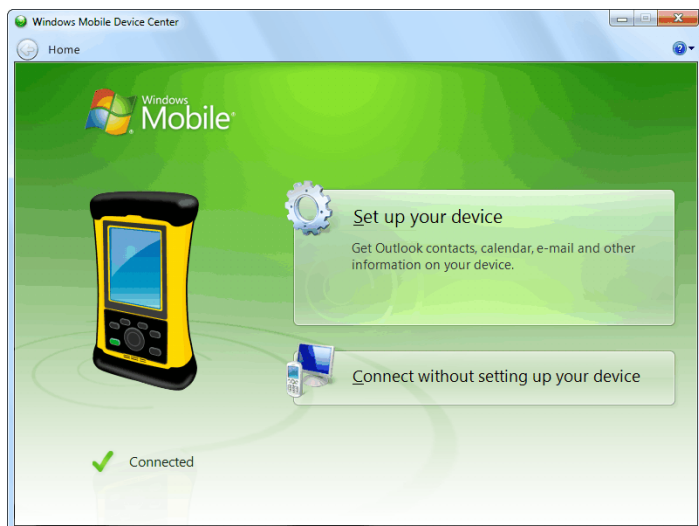 Windows Mobile Device Center
Home
Windows
Mobile
Set up your device
Get Outlook contacts, calendar, e-mail and other
information on your device.
Connect without setting up your device
Connected